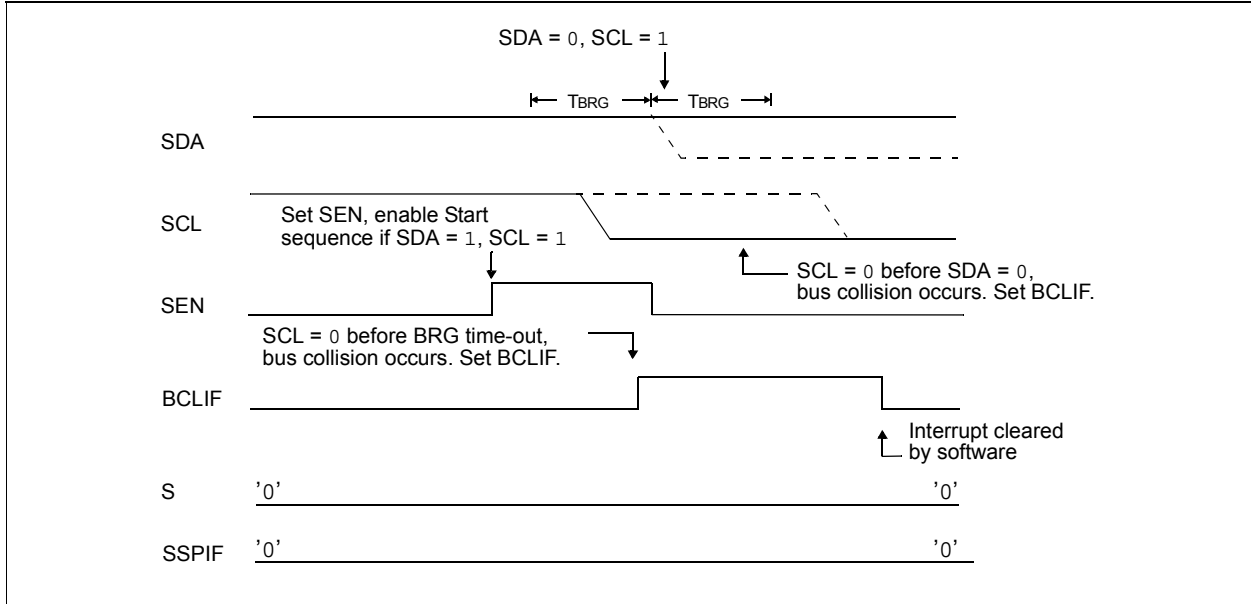 SDA = 0, SCL = 1
TBRG TBRG
SDA
SCL
Set SEN, enable Start
sequence if SDA = 1, SCL = 1
SCL = 0 before SDA = 0,
bus collision occurs. Set BCLIF.
SEN
SCL = 0 before BRG time-out,
bus collision occurs. Set BCLIF.
BCLIF
Interrupt cleared
by software
S '0' '0'
SSPIF '0' '0'